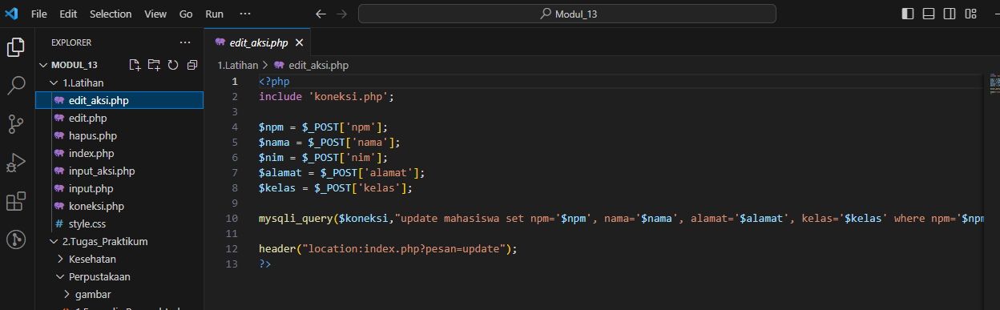 File Edit Selection View Go Run ··· ← → Modul_13
EXPLORER ···
MODUL_13
1.Latihan
edit_aksi.php
edit.php
hapus.php
index.php
input_aksi.php
input.php
koneksi.php
# style.css
2.Tugas_Praktikum
Kesehatan
Perpustakaan
gambar
edit_aksi.php ×
1.Latihan > edit_aksi.php
1 <?php
2 include 'koneksi.php';
3
4 $npm = $_POST['npm'];
5 $nama = $_POST['nama'];
6 $nim = $_POST['nim'];
7 $alamat = $_POST['alamat'];
8 $kelas = $_POST['kelas'];
9
10 mysqli_query($koneksi,"update mahasiswa set npm='$npm', nama='$nama', alamat='$alamat', kelas='$kelas' where npm='$npm
11
12 header("location:index.php?pesan=update");
13 ?>